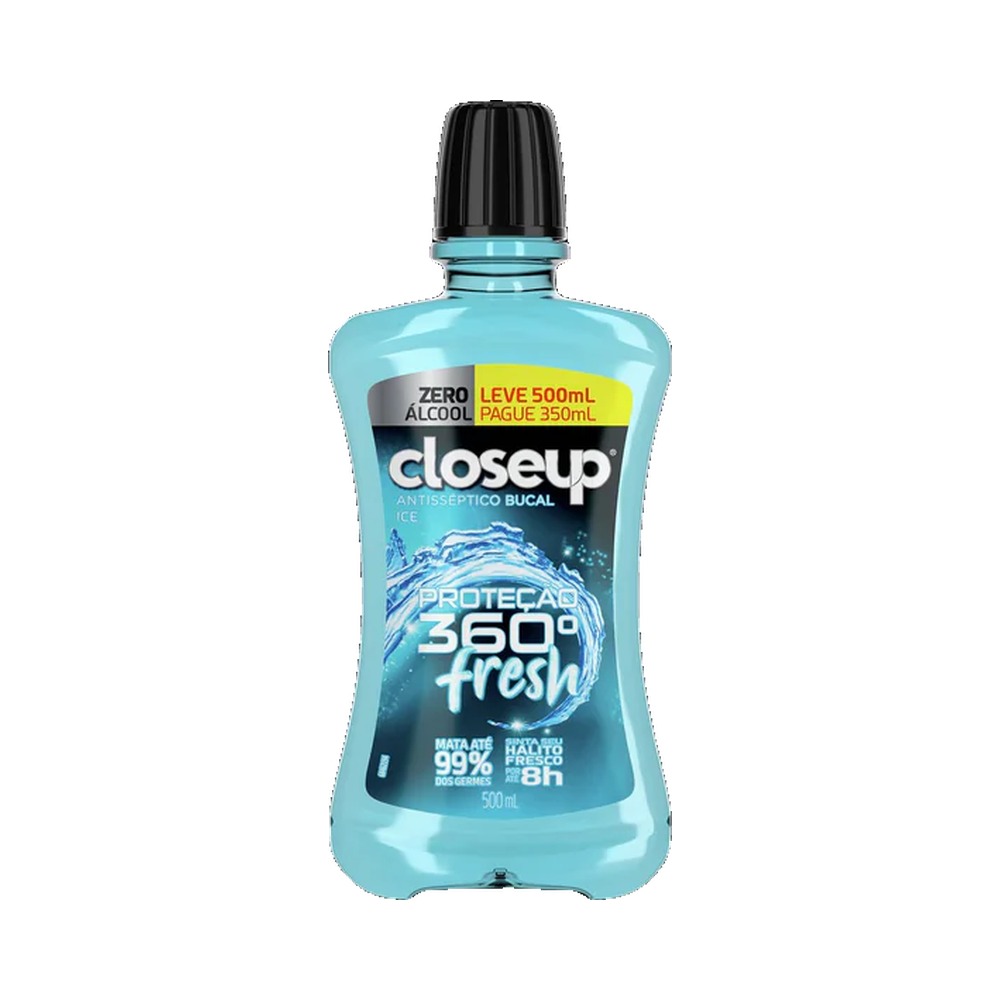 ZERO
ÁLCOOL
LEVE 500mL
PAGUE 350mL
closeup®
ANTISSÉPTICO BUCAL
ICE
PROTEÇÃO
360º
fresh
MATA ATÉ
99%
DOS GERMES
SINTA SEU
HÁLITO
FRESCO
POR
ATÉ
8h
500 mL